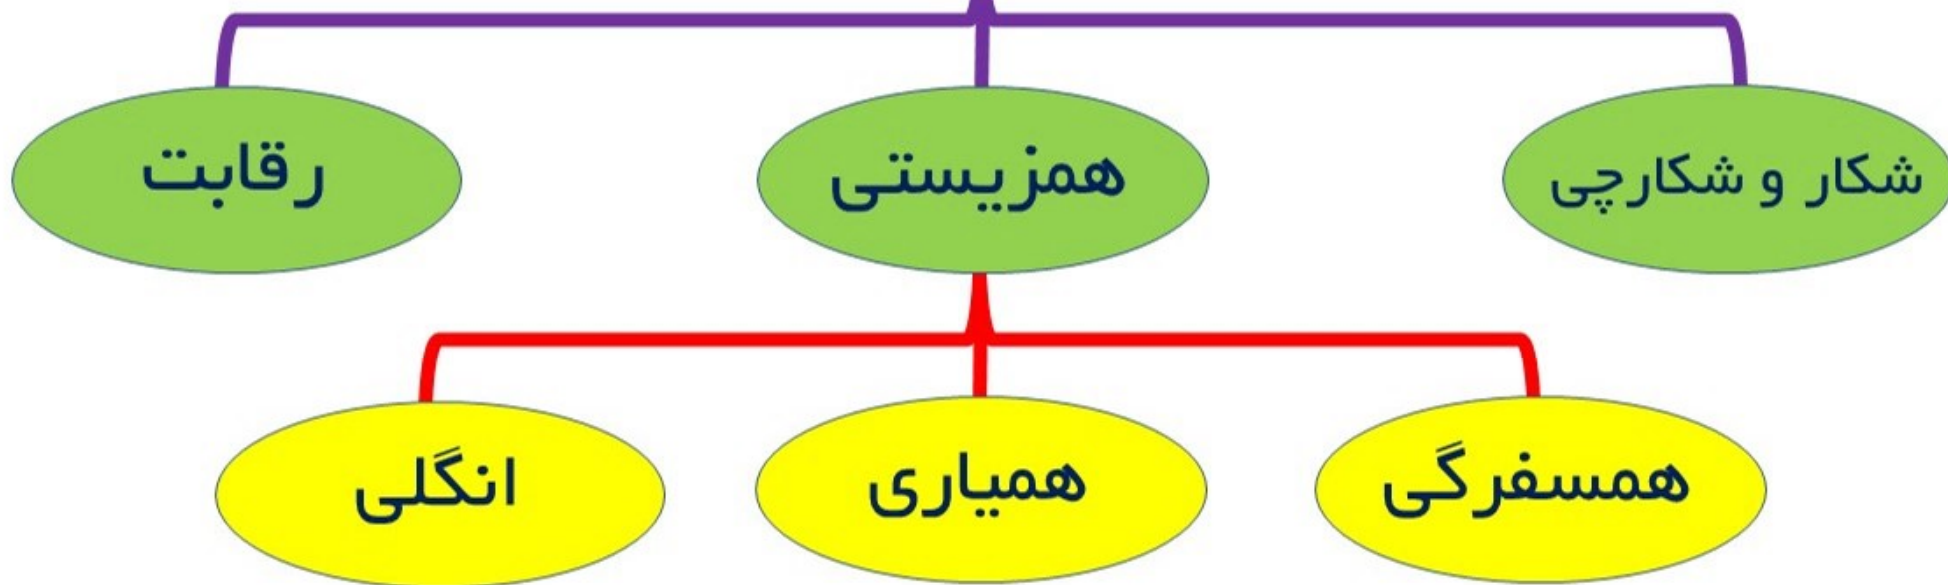 شکار و شکارچی
همزیستی
رقابت
همسفرگی
همیاری
انگلی